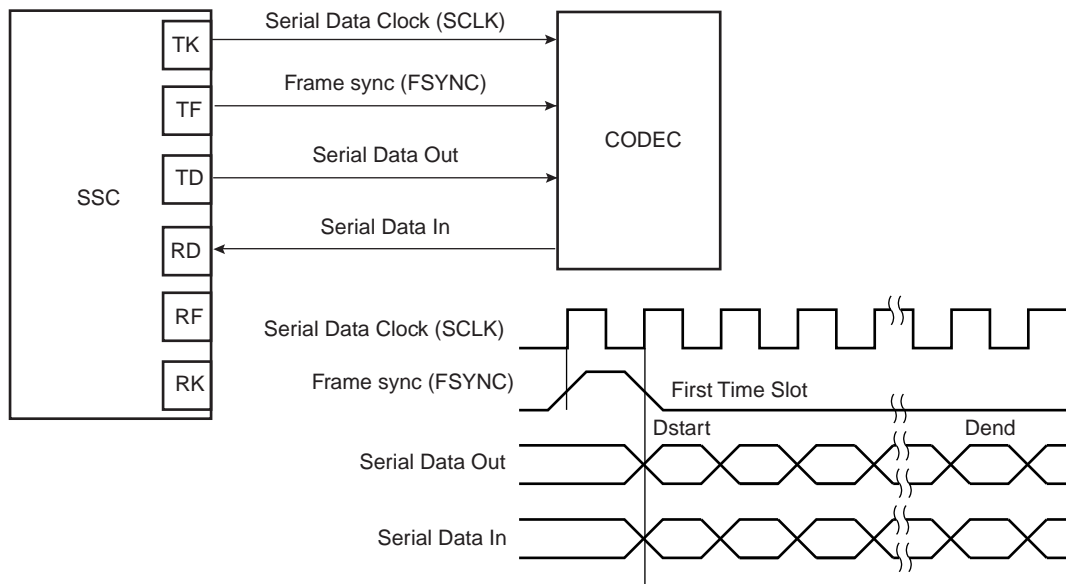 Serial Data Clock (SCLK)
TK
Frame sync (FSYNC)
TF
CODEC
Serial Data Out
TD
SSC
Serial Data In
RD
RF
Serial Data Clock (SCLK)
RK
Frame sync (FSYNC)
First Time Slot
Dstart
Dend
Serial Data Out
Serial Data In